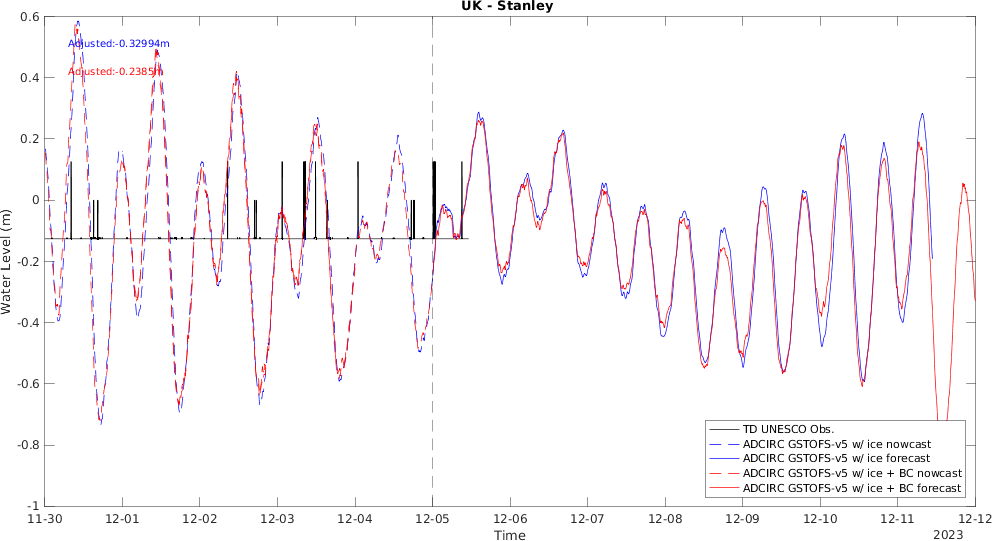 UK - Stanley
Adjusted:-0.32994m
Adjusted:-0.2385m
0.6
0.4
0.2
0
-0.2
-0.4
-0.6
-0.8
-1
Water Level (m)
TD UNESCO Obs.
ADCIRC GSTOFS-v5 w/ ice nowcast
ADCIRC GSTOFS-v5 w/ ice forecast
ADCIRC GSTOFS-v5 w/ ice + BC nowcast
ADCIRC GSTOFS-v5 w/ ice + BC forecast
11-30 12-01 12-02 12-03 12-04 12-05 12-06 12-07 12-08 12-09 12-10 12-11 12-12
Time
2023